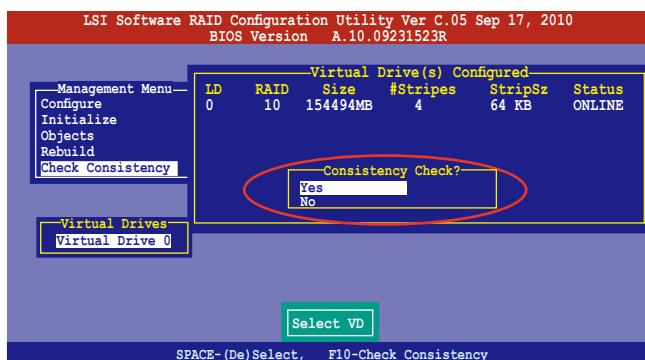 LSI Software RAID Configuration Utility Ver C.05 Sep 17, 2010
BIOS Version A.10.09231523R
Virtual Drive(s) Configured
LD RAID Size #Stripes StripSz Status
0 10 154494MB 4 64 KB ONLINE
Management Menu
Configure
Initialize
Objects
Rebuild
Check Consistency
Consistency Check?
Yes
No
Virtual Drives
Virtual Drive 0
Select VD
SPACE-(De)Select, F10-Check Consistency